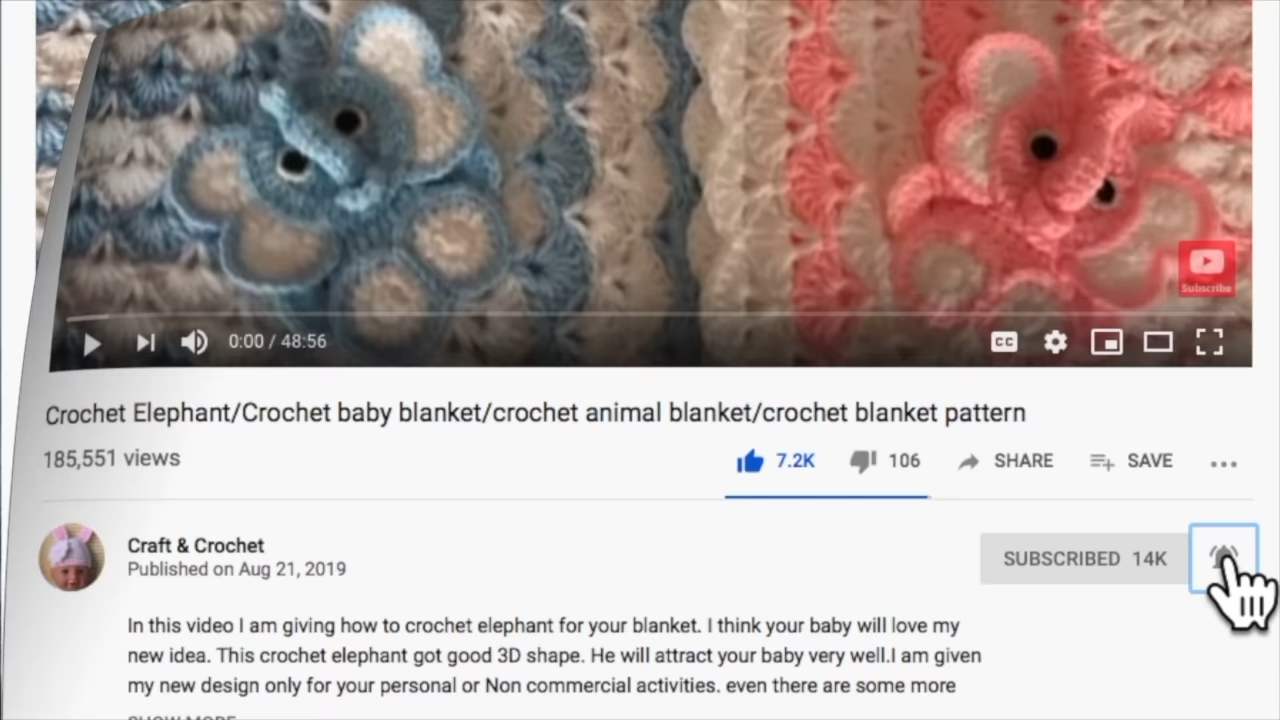 Subscribe
0:00 / 48:56
CC
Crochet Elephant/Crochet baby blanket/crochet animal blanket/crochet blanket pattern
185,551 views
7.2K 106 SHARE SAVE
Craft & Crochet
Published on Aug 21, 2019
SUBSCRIBED 14K
In this video I am giving how to crochet elephant for your blanket. I think your baby will love my
new idea. This crochet elephant got good 3D shape. He will attract your baby very well.I am given
my new design only for your personal or Non commercial activities. even there are some more
SHOW MORE